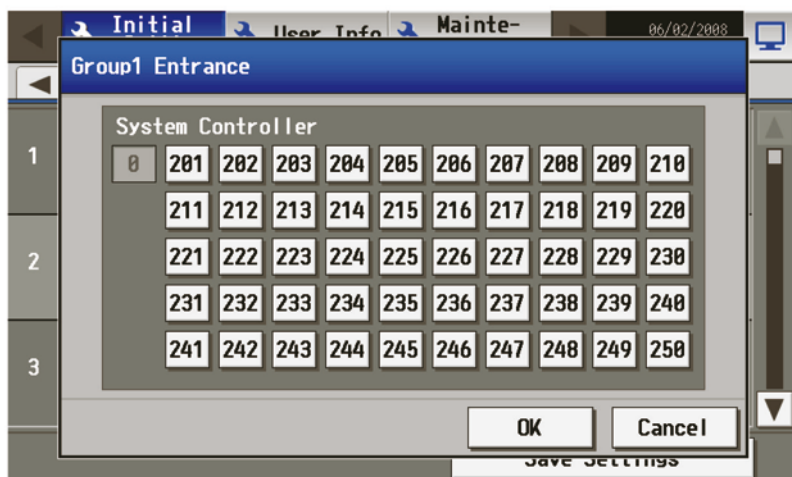 Initial User Info Mainte- 06/02/2008
Group1 Entrance
System Controller
1
0 201 202 203 204 205 206 207 208 209 210
211 212 213 214 215 216 217 218 219 220
2
221 222 223 224 225 226 227 228 229 230
231 232 233 234 235 236 237 238 239 240
3
241 242 243 244 245 246 247 248 249 250
OK Cancel
Save Settings